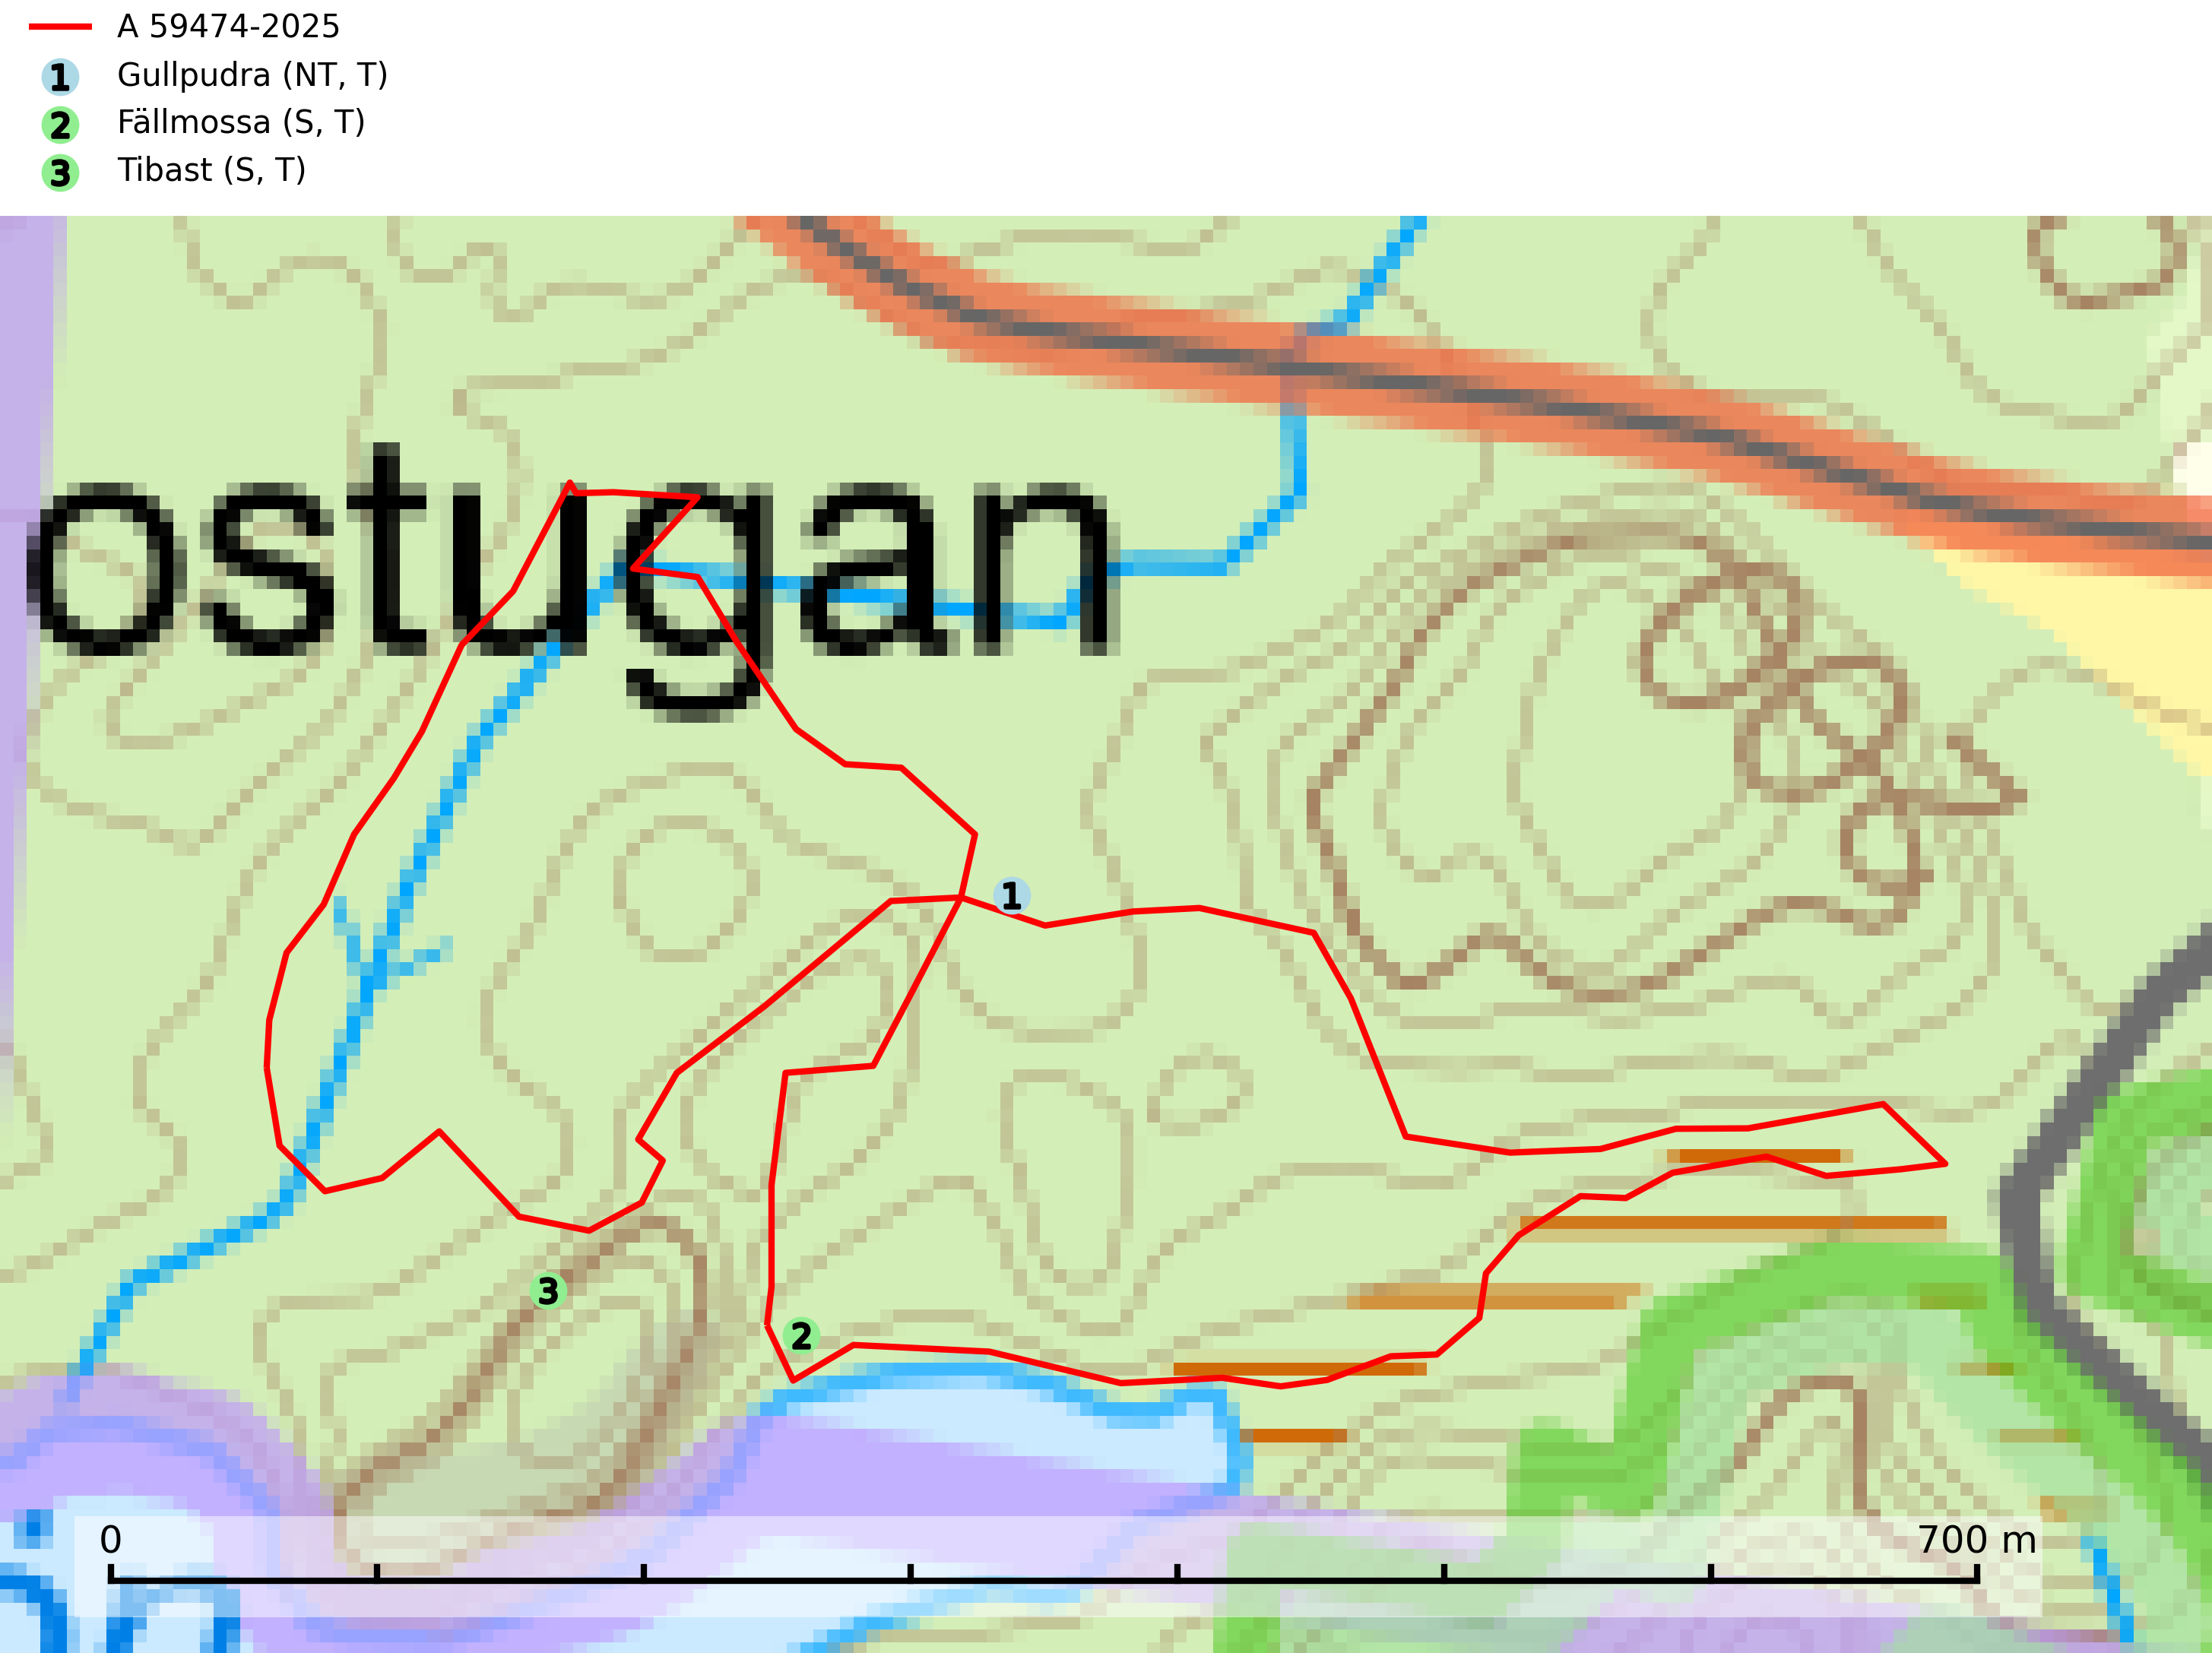 A 59474-2025
1 Gullpudra (NT, T)
2 Fällmossa (S, T)
3 Tibast (S, T)
ostugan
1
3
2
0 700 m